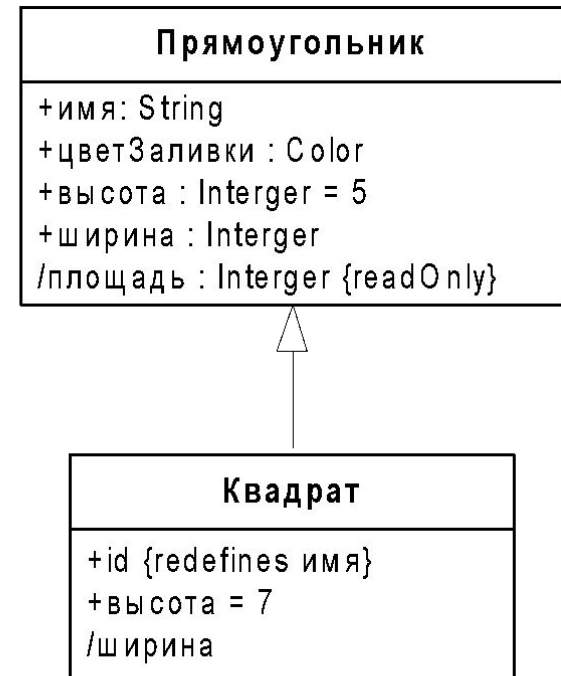 Прямоугольник
+имя: String
+цветЗаливки : Color
+высота : Interger = 5
+ширина : Interger
/площадь : Interger {readOnly}
Квадрат
+id {redefines имя}
+высота = 7
/ширина